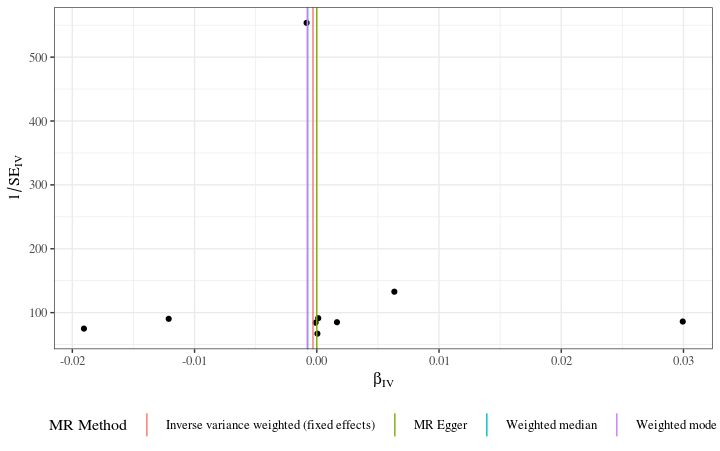 500
400
300
200
100
1/SE_IV
-0.02 -0.01 0.00 0.01 0.02 0.03
β_IV
MR Method Inverse variance weighted (fixed effects) MR Egger Weighted median Weighted mode